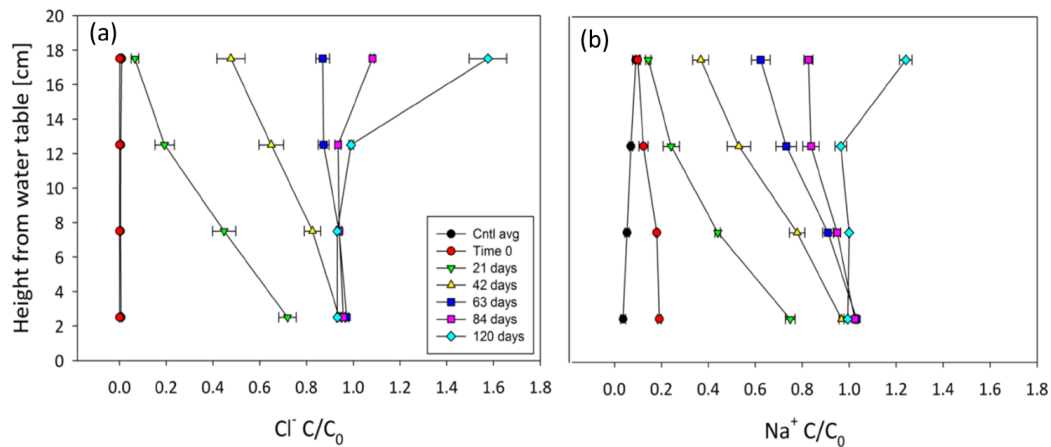 (a)
(b)
Height from water table [cm]
20
18
16
14
12
10
8
6
4
2
0
Cntl avg
Time 0
21 days
42 days
63 days
84 days
120 days
0.0 0.2 0.4 0.6 0.8 1.0 1.2 1.4 1.6 1.8
0.0 0.2 0.4 0.6 0.8 1.0 1.2 1.4 1.6 1.8
Cl⁻ C/C₀
Na⁺ C/C₀